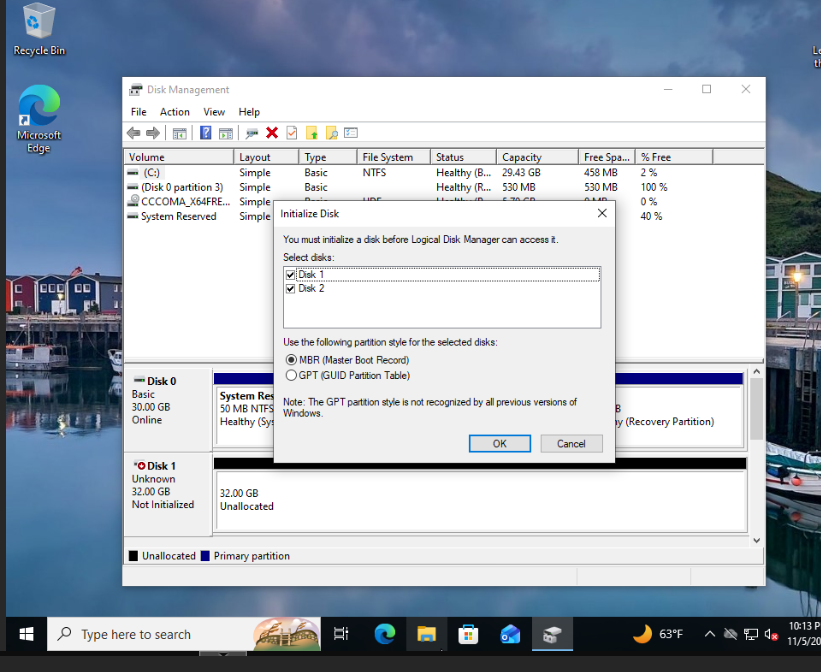 Recycle Bin
Microsoft
Edge
Disk Management
File Action View Help
Volume Layout Type File System Status Capacity Free Spa... % Free
(C:) Simple Basic NTFS Healthy (B... 29.43 GB 458 MB 2 %
(Disk 0 partition 3) Simple Basic Healthy (R... 530 MB 530 MB 100 %
CCCOMA_X64FRE... Simple 0 %
System Reserved Simple 40 %
Initialize Disk
You must initialize a disk before Logical Disk Manager can access it.
Select disks:
Disk 1
Disk 2
Use the following partition style for the selected disks:
MBR (Master Boot Record)
GPT (GUID Partition Table)
Note: The GPT partition style is not recognized by all previous versions of
Windows.
OK Cancel
Disk 0
Basic
30.00 GB
Online
System Res
50 MB NTFS
Healthy (Sys
B
y (Recovery Partition)
Disk 1
Unknown
32.00 GB
Not Initialized
32.00 GB
Unallocated
Unallocated Primary partition
Type here to search
63°F
10:13 P
11/5/20